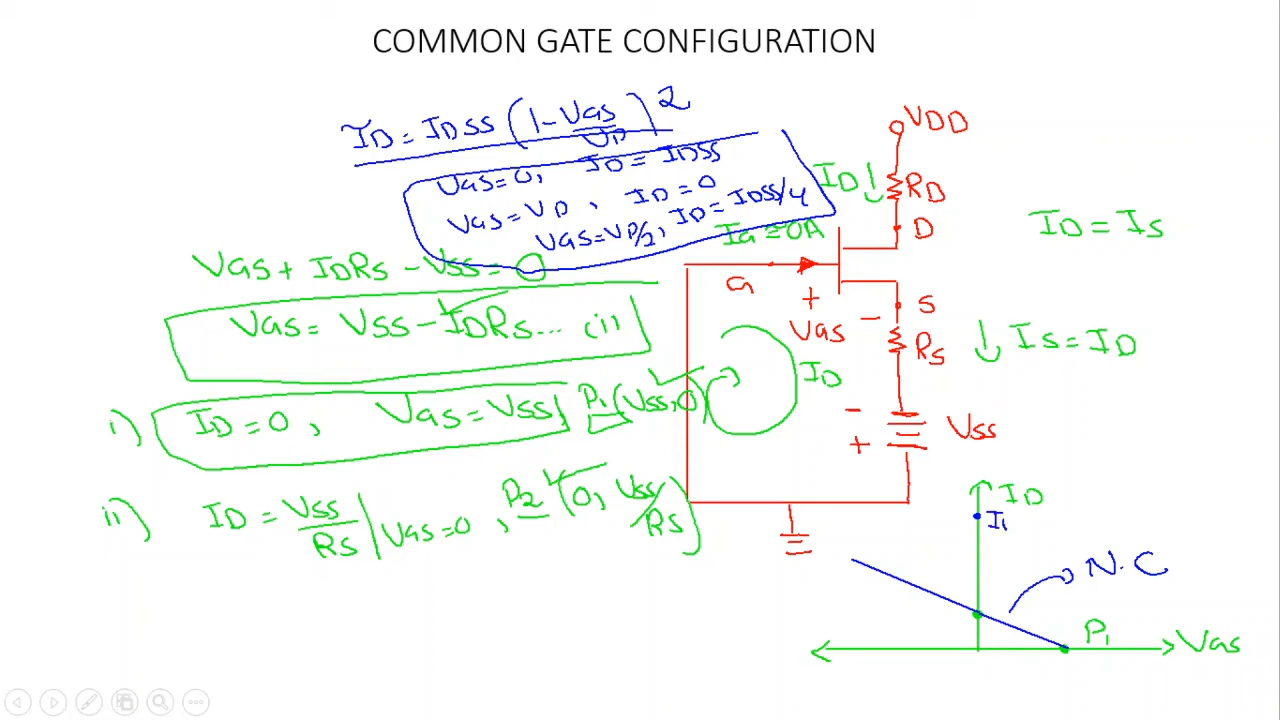 COMMON GATE CONFIGURATION
ID = IDSS (1 - VGS/VP)2
VGS = 0, ID = IDSS
VGS = VP, ID = 0
VGS = VP/2, ID = IDSS/4
VGS + IDRS - VSS = 0
VGS = VSS - IDRS... (i)
i) ID = 0, VGS = VSS, P1 (VSS, 0)
ii) ID = VSS/RS | VGS = 0, P2 (0, VSS/RS)
VDD
ID ↓
RD
D
IG ≅ 0A
G
+
VGS
-
S
RS
ID
-
+
VSS
ID = IS
↓ IS = ID
ID
I1
N.C
P1
VGS